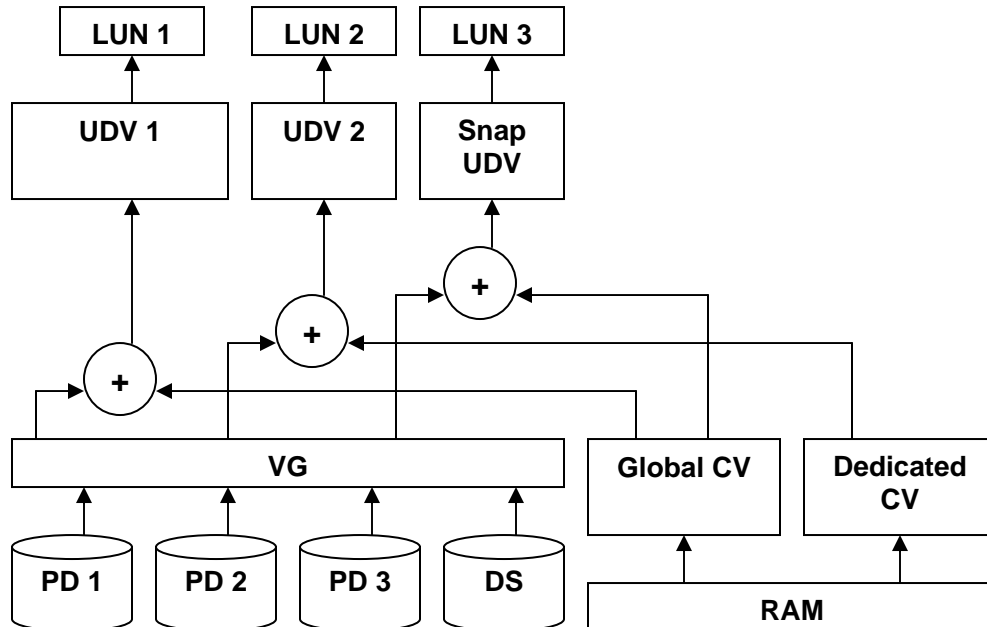 LUN 1
LUN 2
LUN 3
UDV 1
UDV 2
Snap
UDV
+
+
+
VG
Global CV
Dedicated
CV
PD 1
PD 2
PD 3
DS
RAM